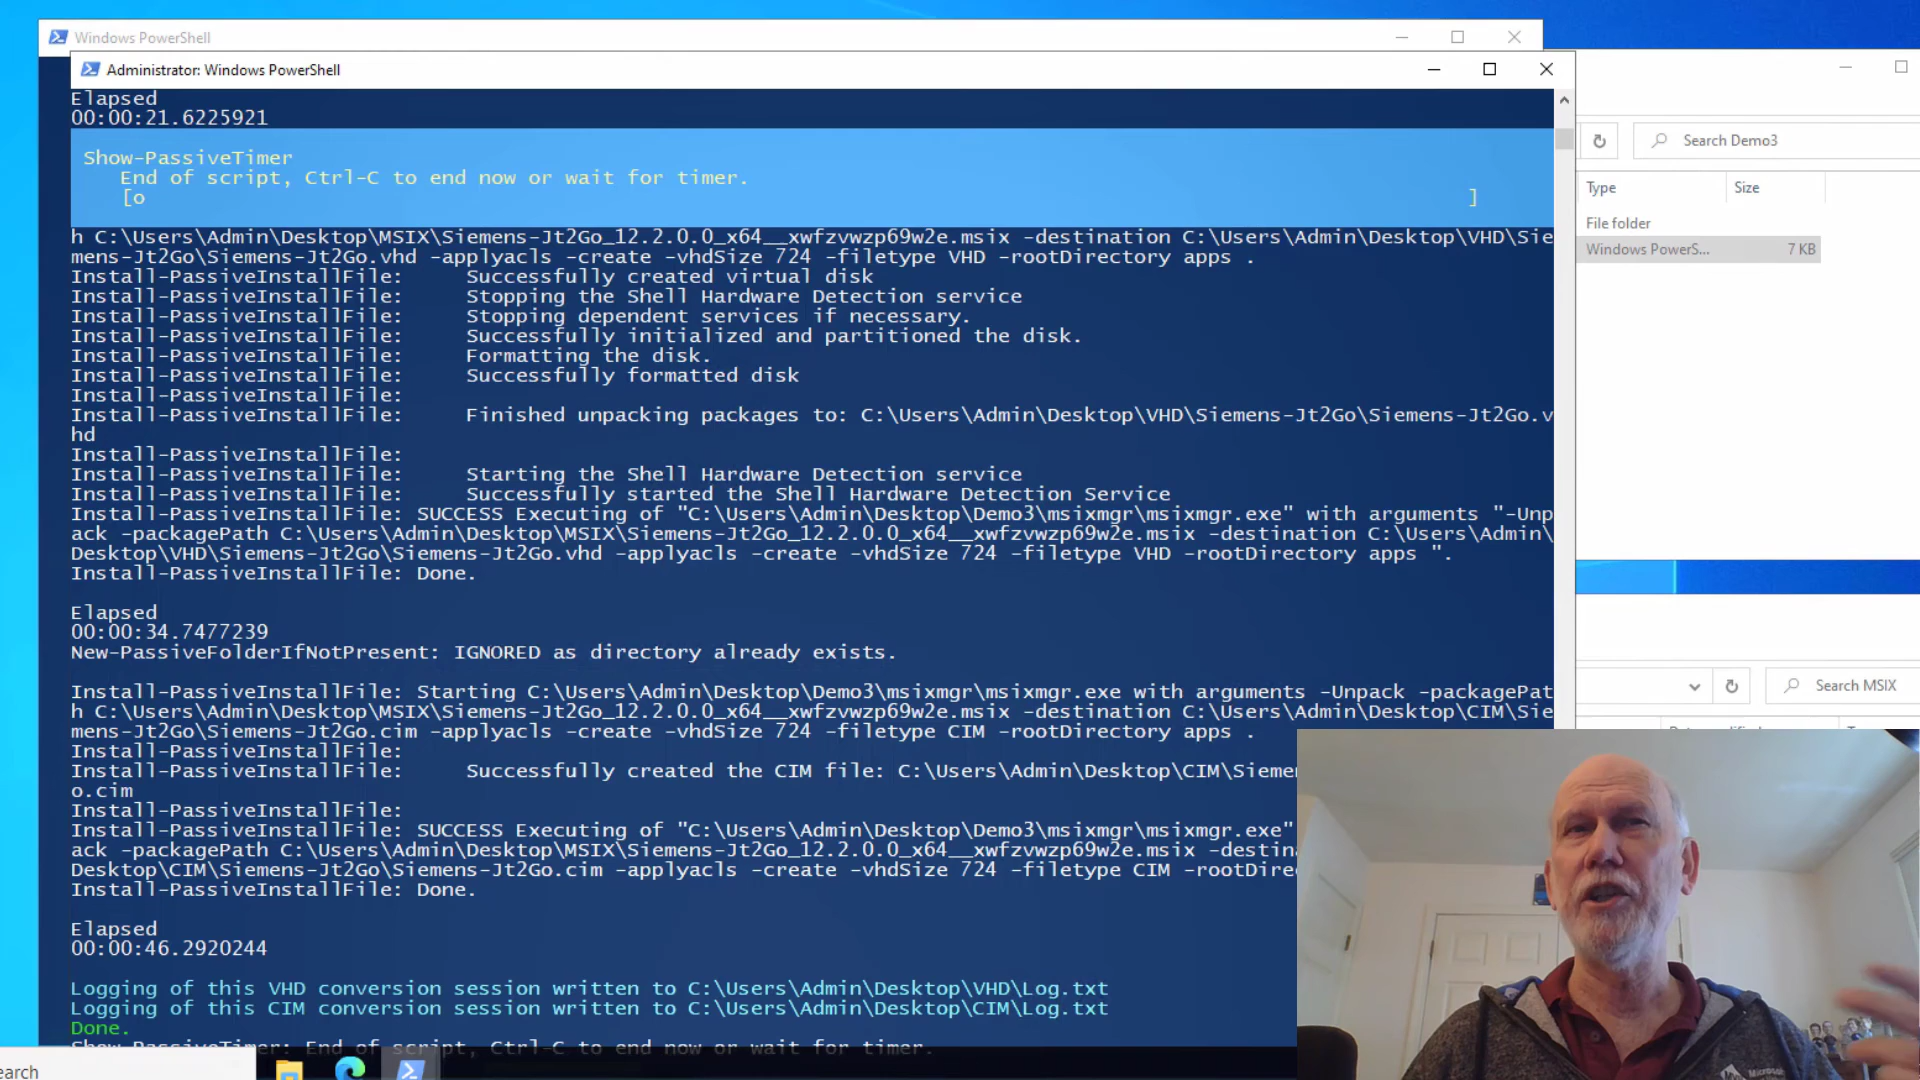 Windows PowerShell
Administrator: Windows PowerShell
Elapsed
00:00:21.6225921
Show-PassiveTimer
End of script, Ctrl-C to end now or wait for timer.
[o ]
h C:\Users\Admin\Desktop\MSIX\Siemens-Jt2Go_12.2.0.0_x64__xwfzvwzp69w2e.msix -destination C:\Users\Admin\Desktop\VHD\Sie
mens-Jt2Go\Siemens-Jt2Go.vhd -applyacls -create -vhdSize 724 -filetype VHD -rootDirectory apps .
Install-PassiveInstallFile: Successfully created virtual disk
Install-PassiveInstallFile: Stopping the Shell Hardware Detection service
Install-PassiveInstallFile: Stopping dependent services if necessary.
Install-PassiveInstallFile: Successfully initialized and partitioned the disk.
Install-PassiveInstallFile: Formatting the disk.
Install-PassiveInstallFile: Successfully formatted disk
Install-PassiveInstallFile:
Install-PassiveInstallFile: Finished unpacking packages to: C:\Users\Admin\Desktop\VHD\Siemens-Jt2Go\Siemens-Jt2Go.v
hd
Install-PassiveInstallFile:
Install-PassiveInstallFile: Starting the Shell Hardware Detection service
Install-PassiveInstallFile: Successfully started the Shell Hardware Detection Service
Install-PassiveInstallFile: SUCCESS Executing of "C:\Users\Admin\Desktop\Demo3\msixmgr\msixmgr.exe" with arguments "-Unp
ack -packagePath C:\Users\Admin\Desktop\MSIX\Siemens-Jt2Go_12.2.0.0_x64__xwfzvwzp69w2e.msix -destination C:\Users\Admin\
Desktop\VHD\Siemens-Jt2Go\Siemens-Jt2Go.vhd -applyacls -create -vhdSize 724 -filetype VHD -rootDirectory apps ".
Install-PassiveInstallFile: Done.
Elapsed
00:00:34.7477239
New-PassiveFolderIfNotPresent: IGNORED as directory already exists.
Install-PassiveInstallFile: Starting C:\Users\Admin\Desktop\Demo3\msixmgr\msixmgr.exe with arguments -Unpack -packagePat
h C:\Users\Admin\Desktop\MSIX\Siemens-Jt2Go_12.2.0.0_x64__xwfzvwzp69w2e.msix -destination C:\Users\Admin\Desktop\CIM\Sie
mens-Jt2Go\Siemens-Jt2Go.cim -applyacls -create -vhdSize 724 -filetype CIM -rootDirectory apps .
Install-PassiveInstallFile:
Install-PassiveInstallFile: Successfully created the CIM file: C:\Users\Admin\Desktop\CIM\Sieme
o.cim
Install-PassiveInstallFile:
Install-PassiveInstallFile: SUCCESS Executing of "C:\Users\Admin\Desktop\Demo3\msixmgr\msixmgr.exe"
ack -packagePath C:\Users\Admin\Desktop\MSIX\Siemens-Jt2Go_12.2.0.0_x64__xwfzvwzp69w2e.msix -destin
Desktop\CIM\Siemens-Jt2Go\Siemens-Jt2Go.cim -applyacls -create -vhdSize 724 -filetype CIM -rootDire
Install-PassiveInstallFile: Done.
Elapsed
00:00:46.2920244
Logging of this VHD conversion session written to C:\Users\Admin\Desktop\VHD\Log.txt
Logging of this CIM conversion session written to C:\Users\Admin\Desktop\CIM\Log.txt
Done.
Show-PassiveTimer: End of script, Ctrl-C to end now or wait for timer.
earch
Search Demo3
Type Size
File folder
Windows PowerS... 7 KB
Search MSIX